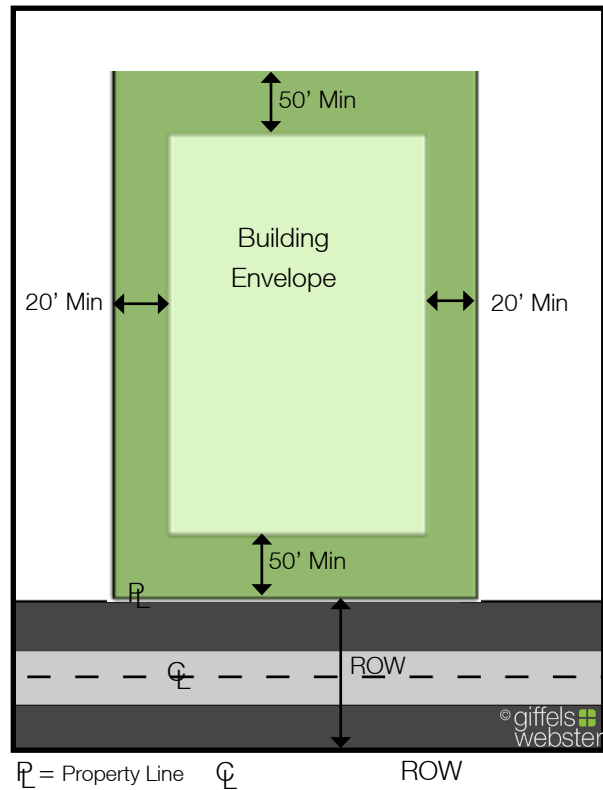 50' Min
Building
Envelope
20' Min
20' Min
50' Min
PL
CL
ROW
© giffels
webster
PL = Property Line CL ROW